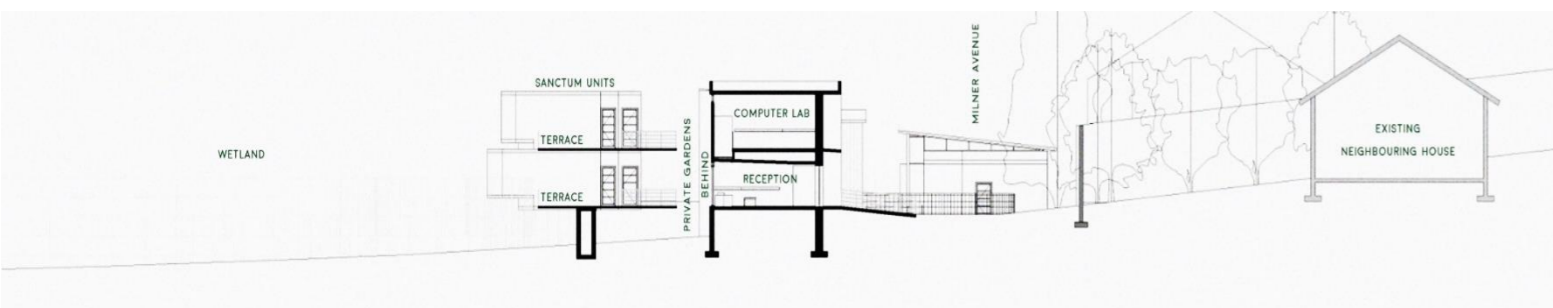 WETLAND
SANCTUM UNITS
TERRACE
TERRACE
PRIVATE GARDENS
BEHIND
COMPUTER LAB
RECEPTION
MILNER AVENUE
EXISTING
NEIGHBOURING HOUSE